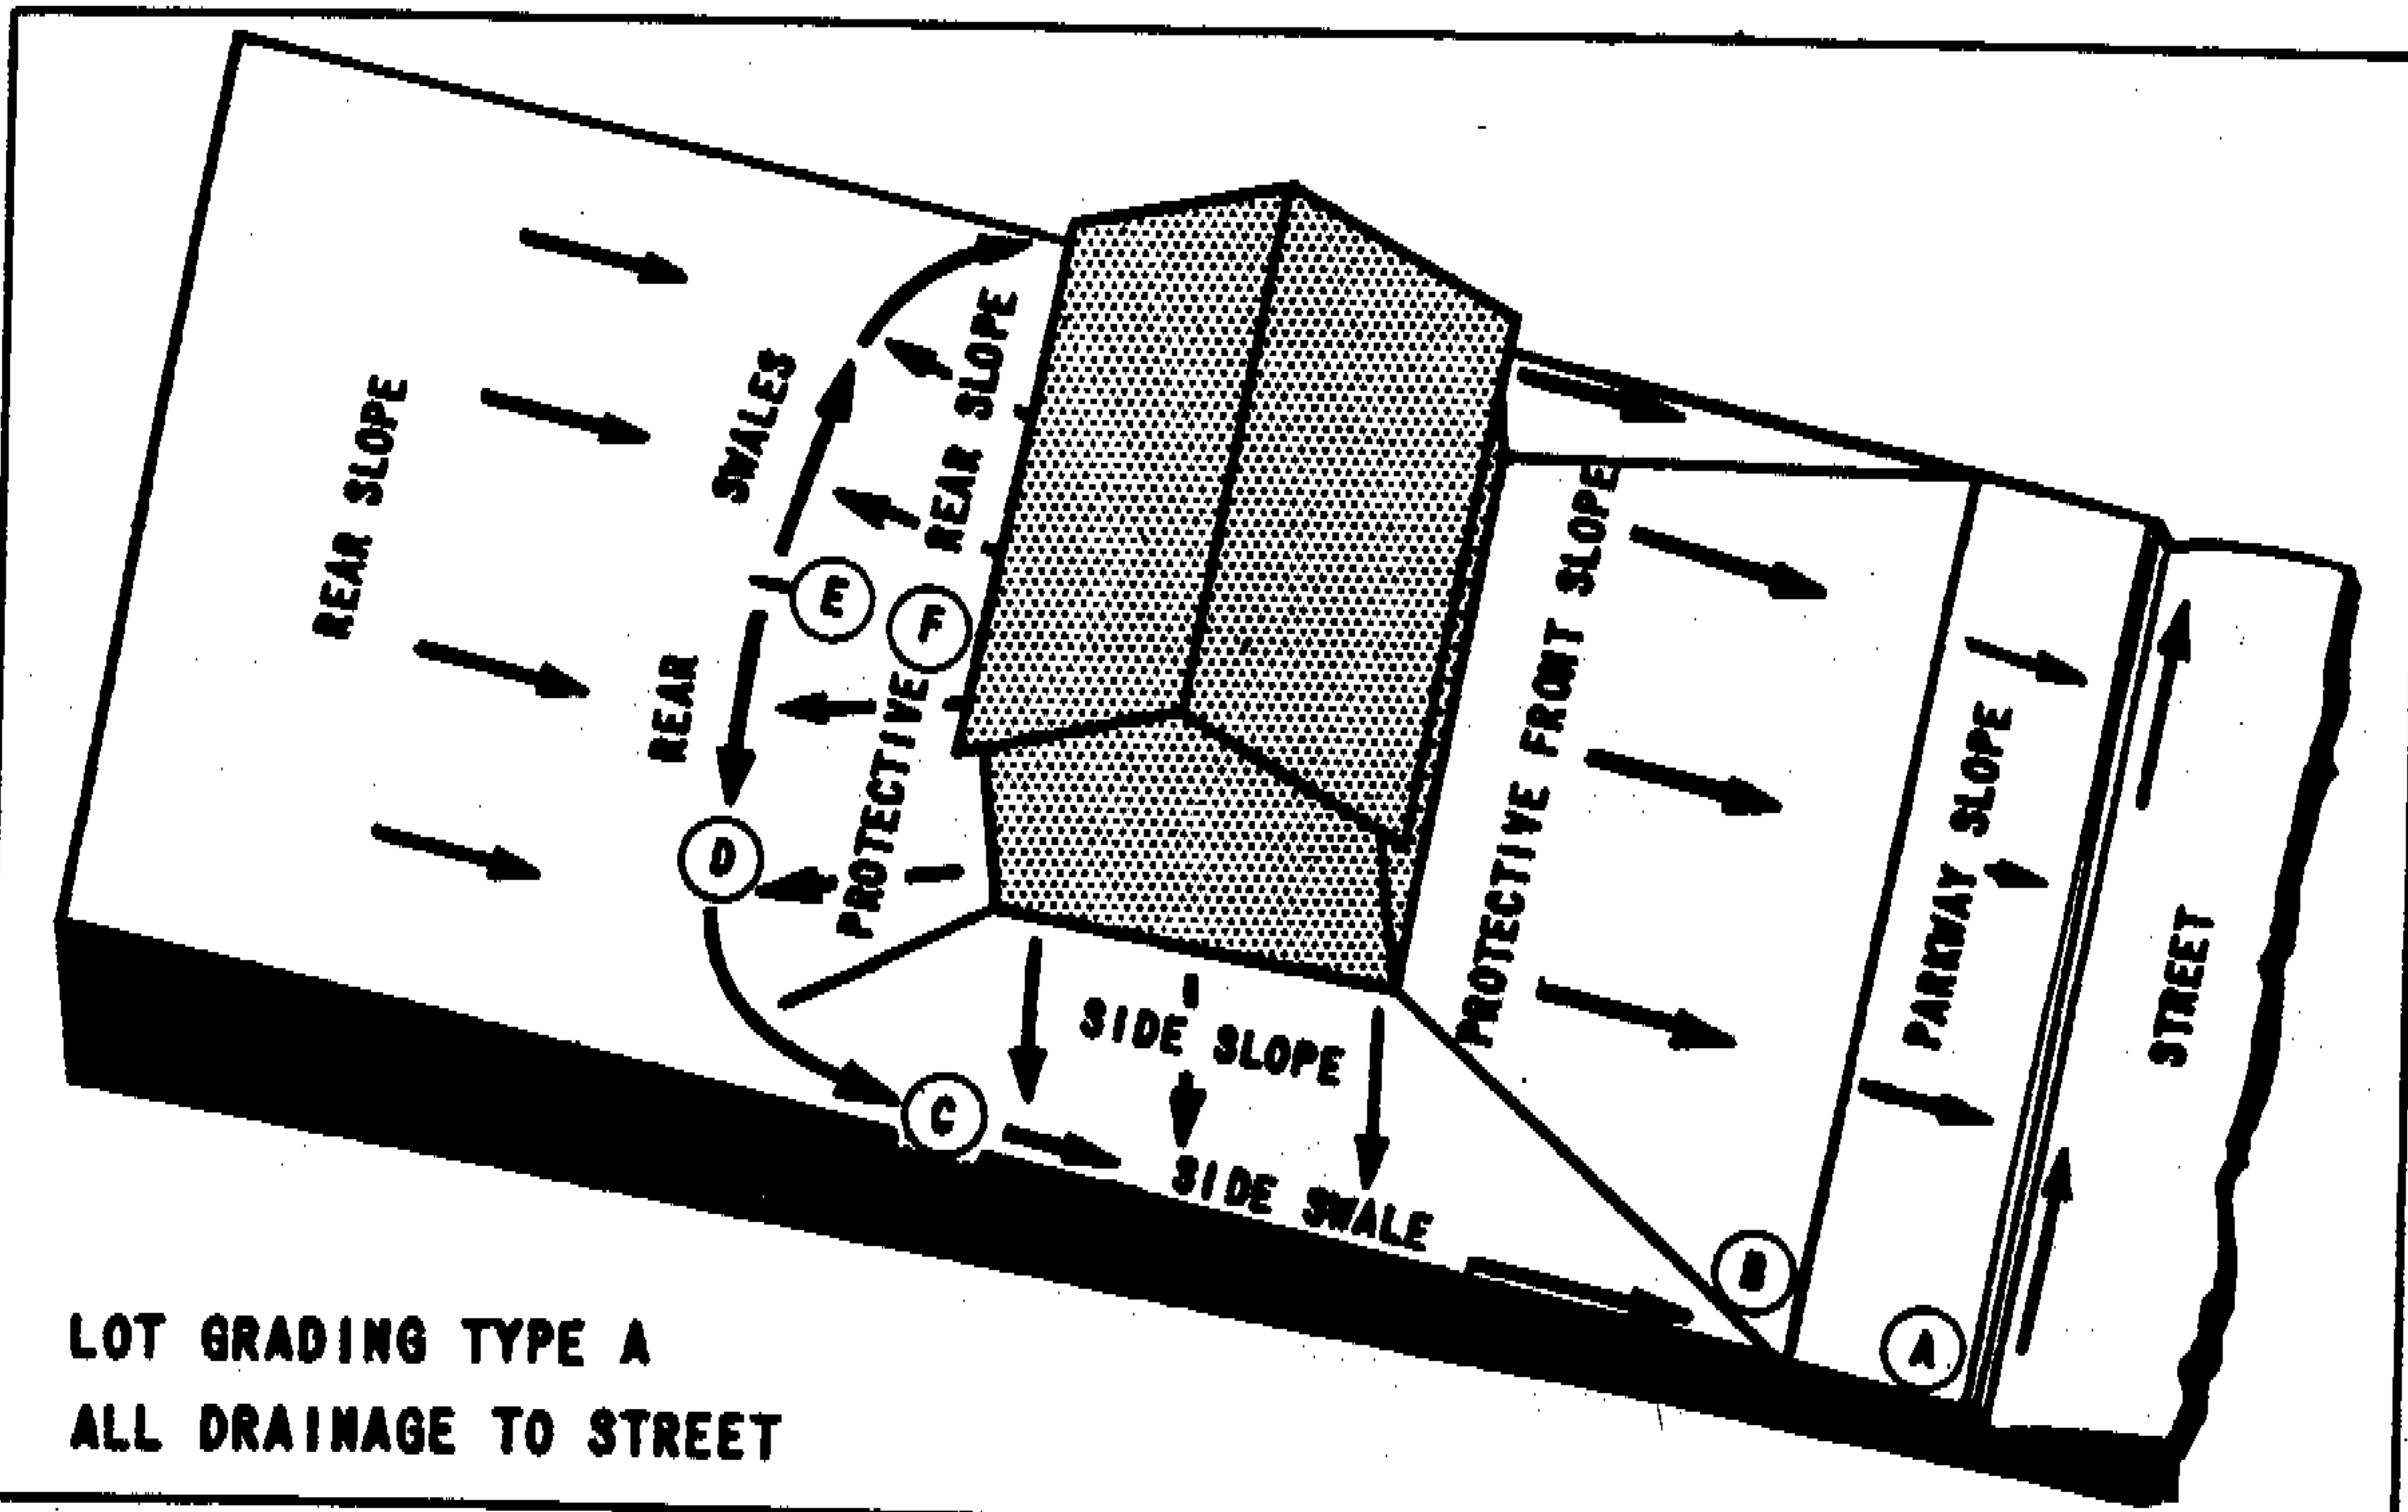 REAR SLOPE
REAR SWALES
PROTECTIVE REAR SLOPE
E
F
D
C
SIDE SLOPE
SIDE SWALE
PROTECTIVE FRONT SLOPE
PARKWAY SLOPE
STREET
B
A
LOT GRADING TYPE A
ALL DRAINAGE TO STREET